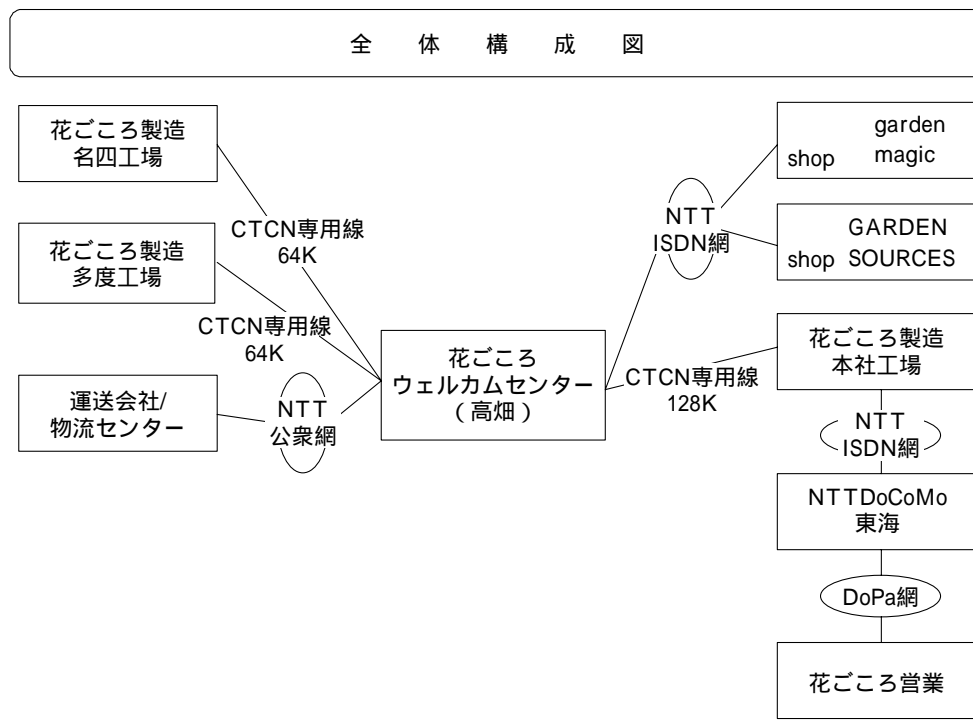 全体構成図
花ごころ製造
名四工場
CTCN専用線
64K
花ごころ製造
多度工場
CTCN専用線
64K
運送会社/
物流センター
NTT
公衆網
花ごころ
ウェルカムセンター
（高畑）
NTT
ISDN網
garden
shop magic
GARDEN
shop SOURCES
CTCN専用線
128K
花ごころ製造
本社工場
NTT
ISDN網
NTTDoCoMo
東海
DoPa網
花ごころ営業